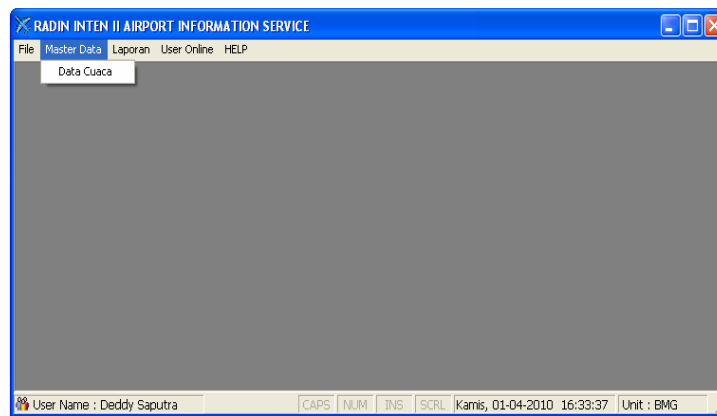 RADIN INTEN II AIRPORT INFORMATION SERVICE
File Master Data Laporan User Online HELP
Data Cuaca
User Name : Deddy Saputra CAPS NUM INS SCRL Kamis, 01-04-2010 16:33:37 Unit : BMG